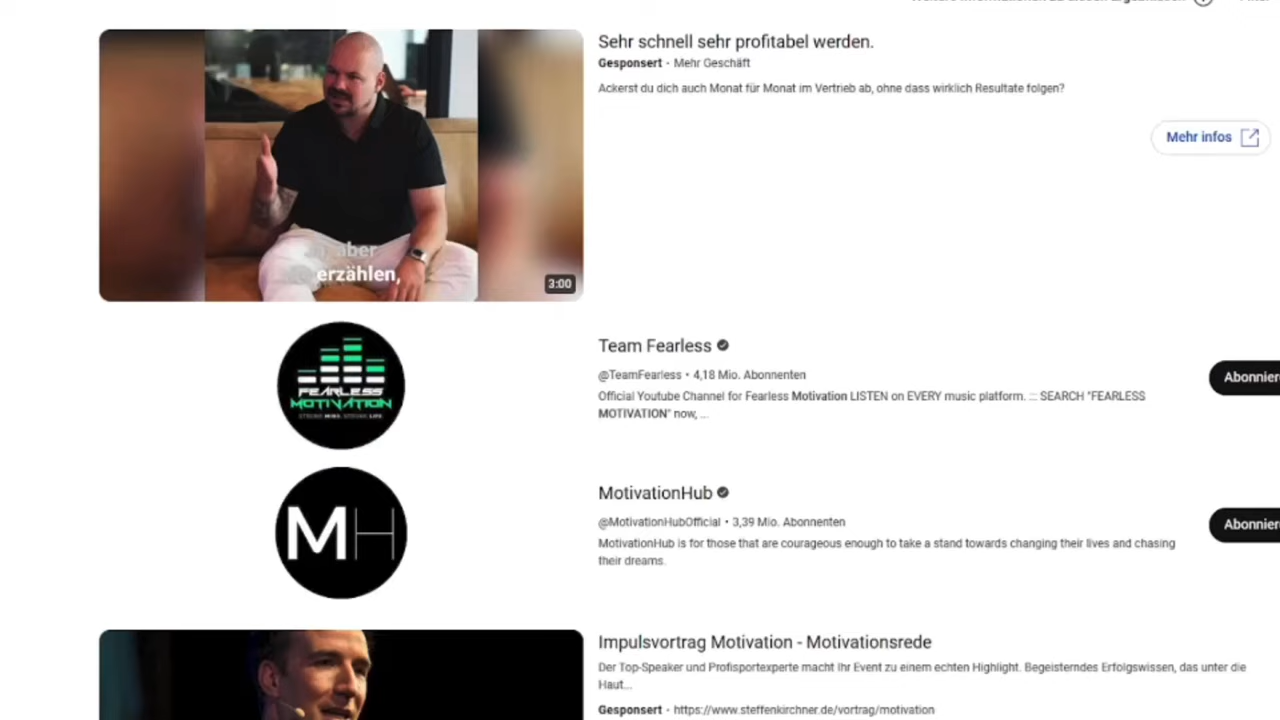 Sehr schnell sehr profitabel werden.
Gesponsert · Mehr Geschäft
Ackerst du dich auch Monat für Monat im Vertrieb ab, ohne dass wirklich Resultate folgen?
Mehr infos
aber
erzählen,
3:00
Team Fearless
@TeamFearless • 4,18 Mio. Abonnenten
Official Youtube Channel for Fearless Motivation LISTEN on EVERY music platform. ::: SEARCH "FEARLESS
MOTIVATION" now, ...
Abonnier
FEARLESS
MOTIVATION
MotivationHub
@MotivationHubOfficial • 3,39 Mio. Abonnenten
MotivationHub is for those that are courageous enough to take a stand towards changing their lives and chasing
their dreams.
Abonnier
MH
Impulsvortrag Motivation - Motivationsrede
Der Top-Speaker und Profisportexperte macht Ihr Event zu einem echten Highlight. Begeisterndes Erfolgswissen, das unter die
Haut...
Gesponsert · https://www.steffenkirchner.de/vortrag/motivation